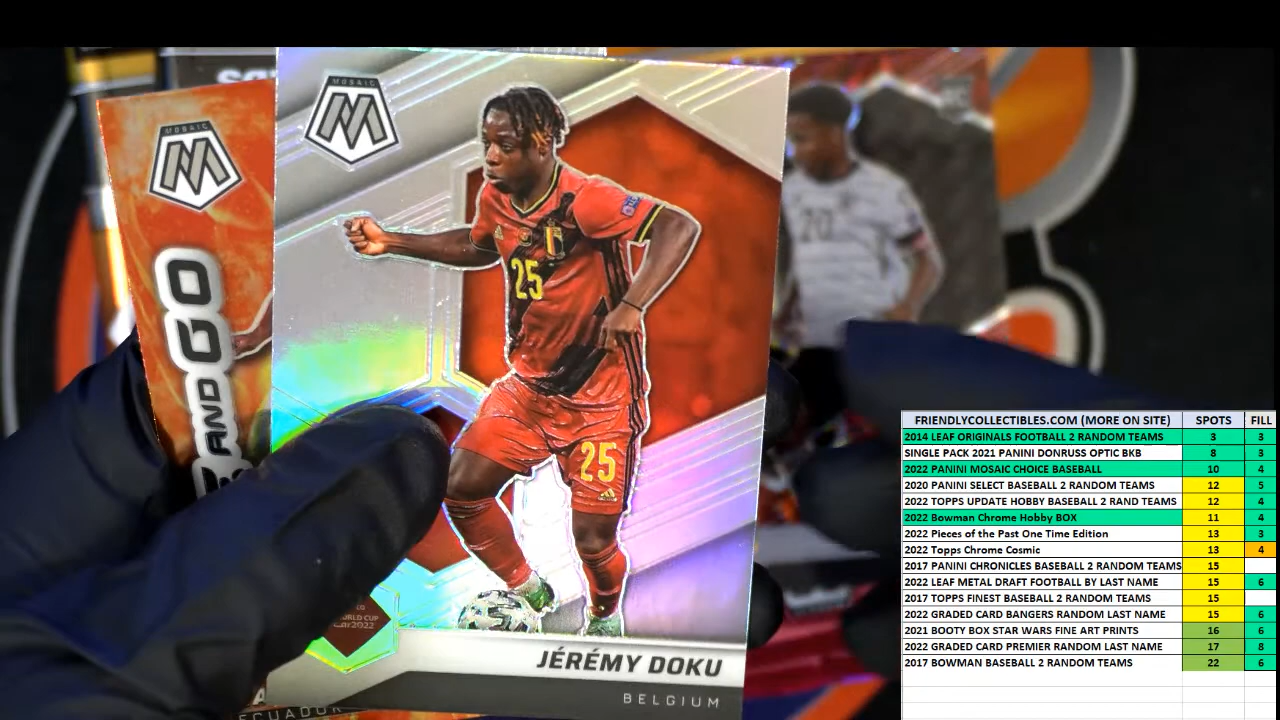 MOSAIC
MOSAIC
AND GO
20
25
25
WORLD CUP
JÉRÉMY DOKU
BELGIUM
ECUADOR
FRIENDLYCOLLECTIBLES.COM (MORE ON SITE) SPOTS FILL
2014 LEAF ORIGINALS FOOTBALL 2 RANDOM TEAMS 3 3
SINGLE PACK 2021 PANINI DONRUSS OPTIC BKB 8 3
2022 PANINI MOSAIC CHOICE BASEBALL 10 4
2020 PANINI SELECT BASEBALL 2 RANDOM TEAMS 12 5
2022 TOPPS UPDATE HOBBY BASEBALL 2 RAND TEAMS 12 4
2022 Bowman Chrome Hobby BOX 11 4
2022 Pieces of the Past One Time Edition 13 3
2022 Topps Chrome Cosmic 13 4
2017 PANINI CHRONICLES BASEBALL 2 RANDOM TEAMS 15
2022 LEAF METAL DRAFT FOOTBALL BY LAST NAME 15 6
2017 TOPPS FINEST BASEBALL 2 RANDOM TEAMS 15
2022 GRADED CARD BANGERS RANDOM LAST NAME 15 6
2021 BOOTY BOX STAR WARS FINE ART PRINTS 16 6
2022 GRADED CARD PREMIER RANDOM LAST NAME 17 8
2017 BOWMAN BASEBALL 2 RANDOM TEAMS 22 6